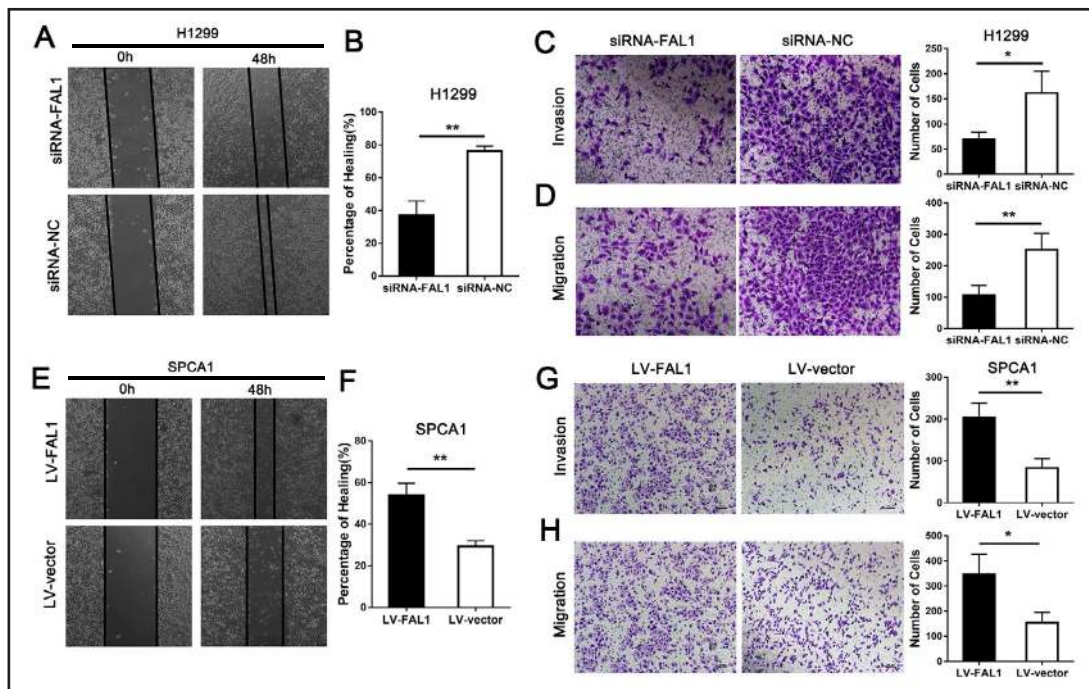 A
H1299
0h
48h
siRNA-FAL1
siRNA-NC
B
H1299
Percentage of Healing(%)
100
80
60
40
20
0
**
siRNA-FAL1 siRNA-NC
C
siRNA-FAL1
siRNA-NC
Invasion
H1299
Number of Cells
250
200
150
100
50
0
*
siRNA-FAL1 siRNA-NC
D
Migration
Number of Cells
400
300
200
100
0
**
siRNA-FAL1 siRNA-NC
E
SPCA1
0h
48h
LV-FAL1
LV-vector
F
SPCA1
Percentage of Healing(%)
80
60
40
20
0
**
LV-FAL1 LV-vector
G
LV-FAL1
LV-vector
Invasion
SPCA1
Number of Cells
300
200
100
0
**
LV-FAL1 LV-vector
H
Migration
Number of Cells
500
400
300
200
100
0
*
LV-FAL1 LV-vector